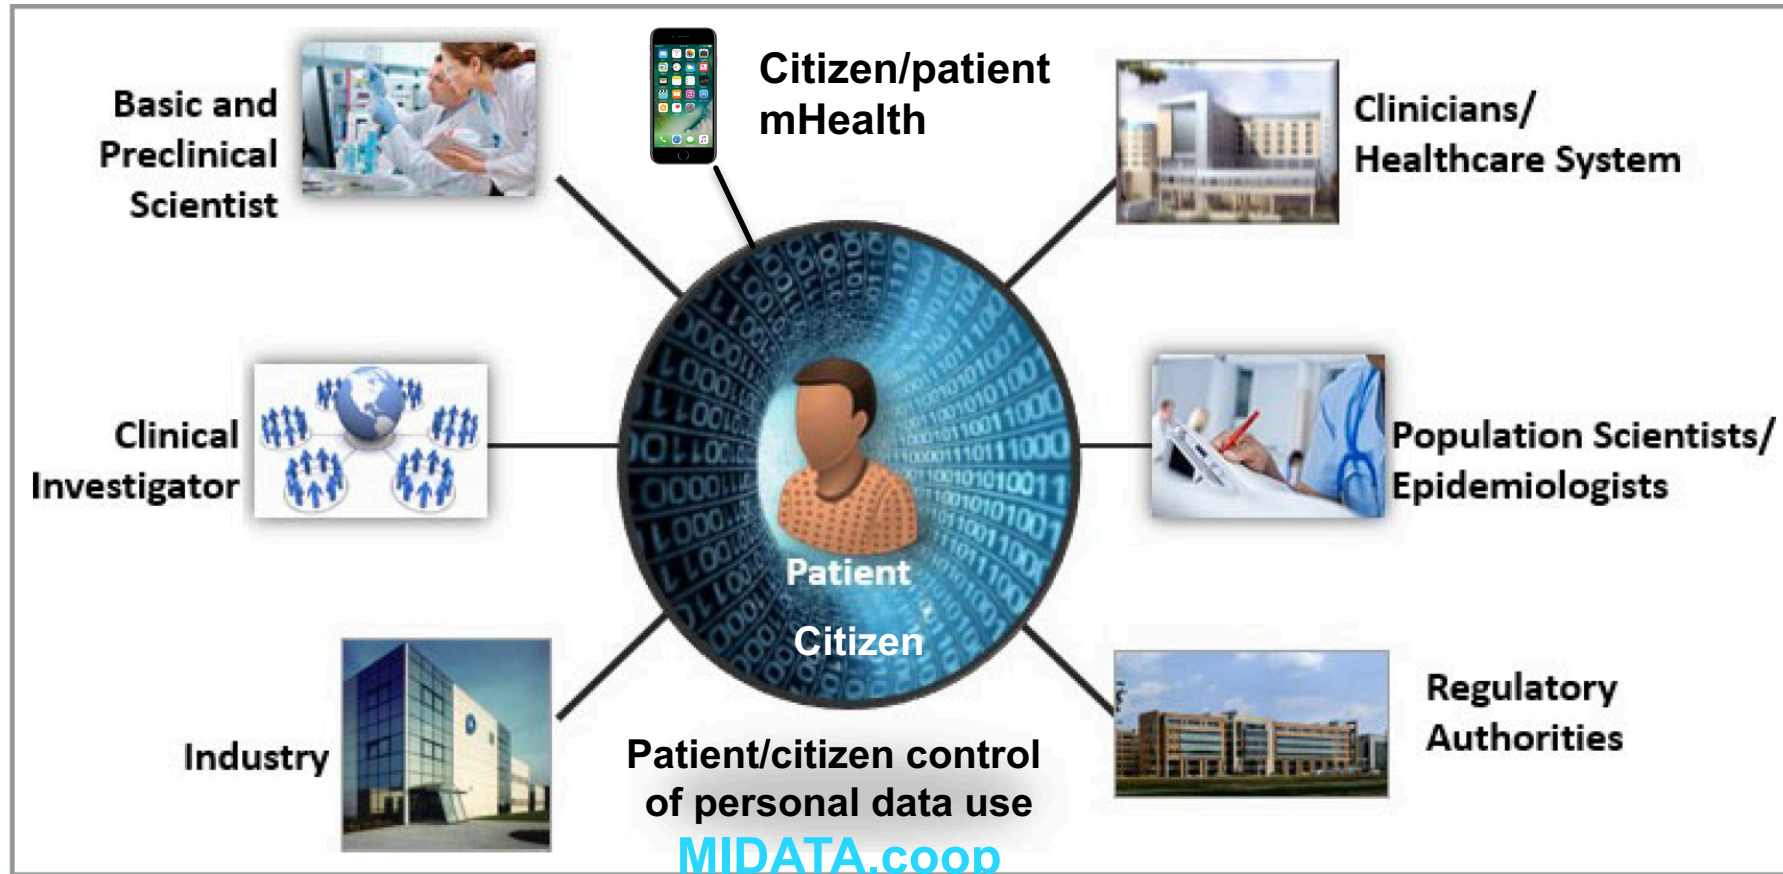 Basic and
Preclinical
Scientist
Citizen/patient
mHealth
Clinicians/
Healthcare System
Clinical
Investigator
Population Scientists/
Epidemiologists
Patient
Citizen
Industry
Patient/citizen control
of personal data use
MIDATA.coop
Regulatory
Authorities